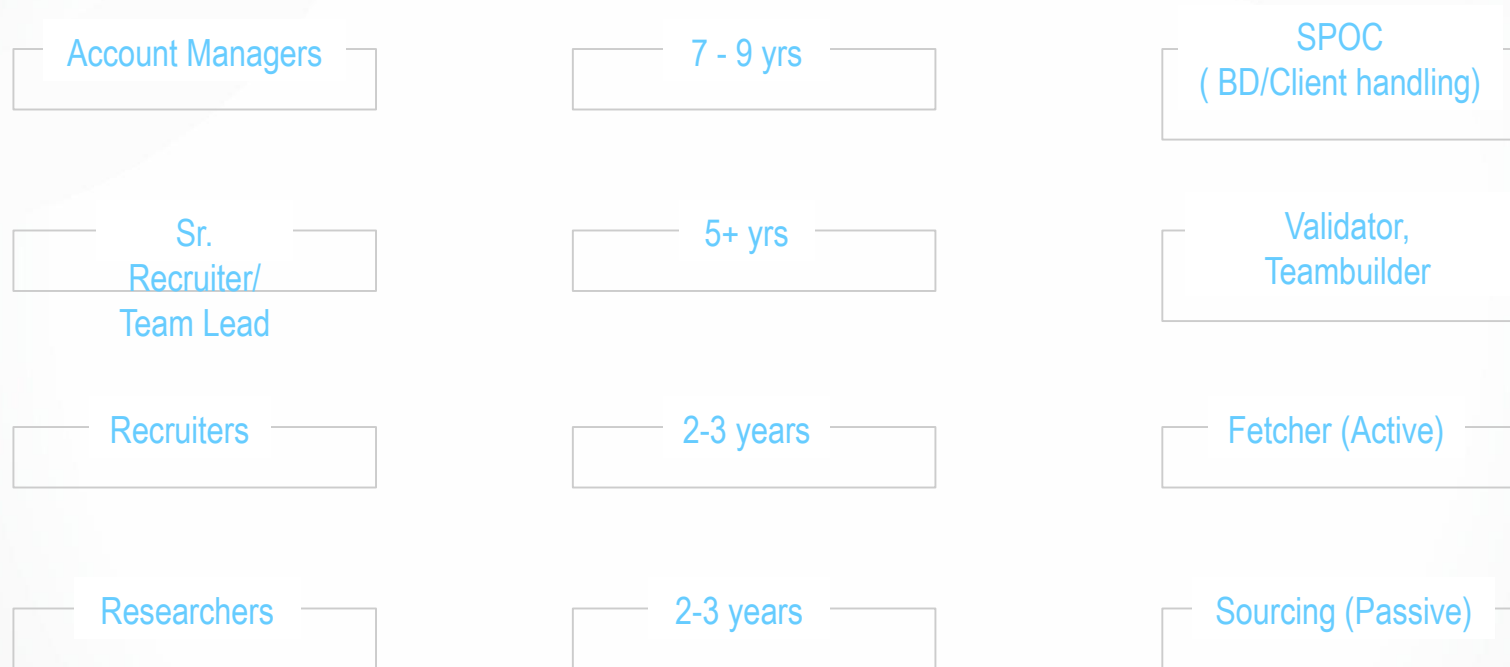 Account Managers
7 - 9 yrs
SPOC
( BD/Client handling)
Sr.
Recruiter/
Team Lead
5+ yrs
Validator,
Teambuilder
Recruiters
2-3 years
Fetcher (Active)
Researchers
2-3 years
Sourcing (Passive)